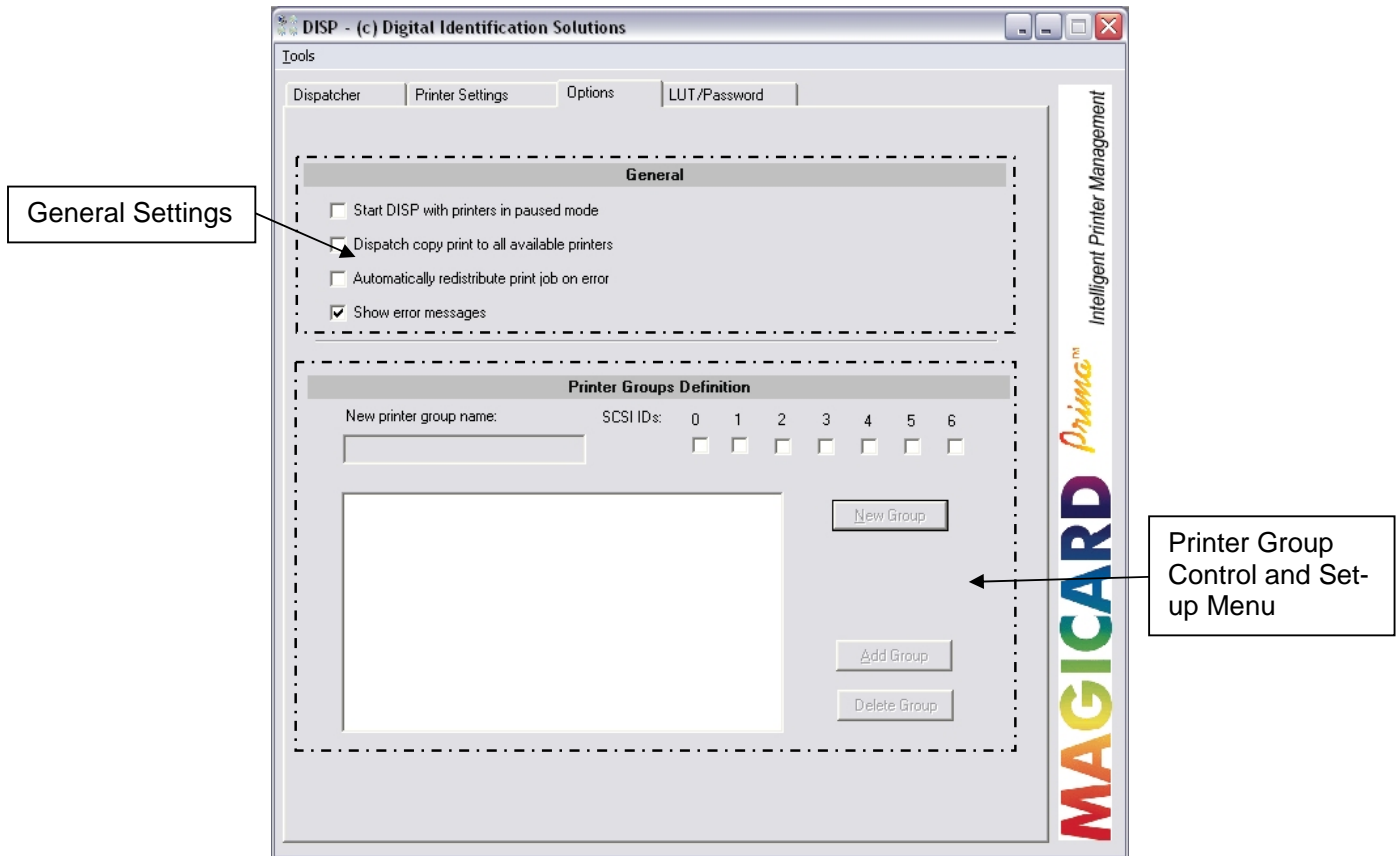 DISP - (c) Digital Identification Solutions
Tools
Dispatcher
Printer Settings
Options
LUT/Password
General
Start DISP with printers in paused mode
Dispatch copy print to all available printers
Automatically redistribute print job on error
Show error messages
General Settings
Printer Groups Definition
New printer group name:
SCSI IDs: 0 1 2 3 4 5 6
New Group
Add Group
Delete Group
Printer Group
Control and Set-
up Menu
MAGICARD Prima™ Intelligent Printer Management